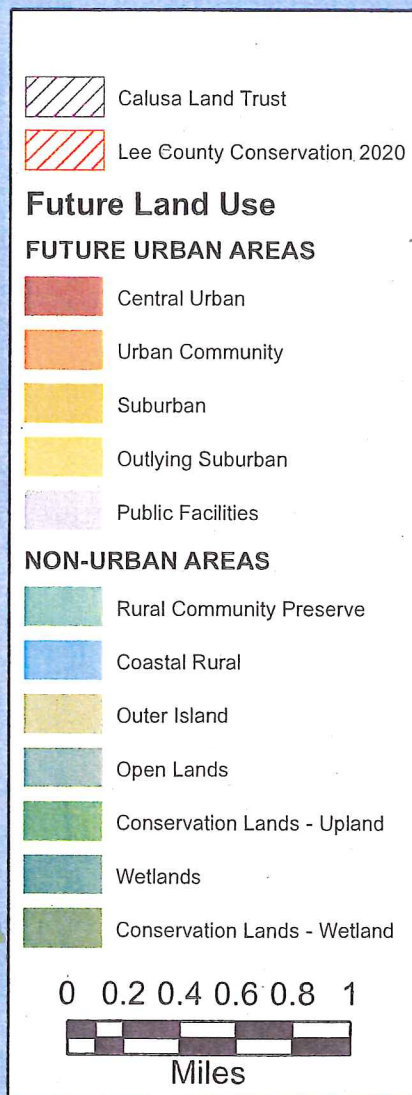 Calusa Land Trust
Lee County Conservation 2020
Future Land Use
FUTURE URBAN AREAS
Central Urban
Urban Community
Suburban
Outlying Suburban
Public Facilities
NON-URBAN AREAS
Rural Community Preserve
Coastal Rural
Outer Island
Open Lands
Conservation Lands - Upland
Wetlands
Conservation Lands - Wetland
0 0.2 0.4 0.6 0.8 1
Miles